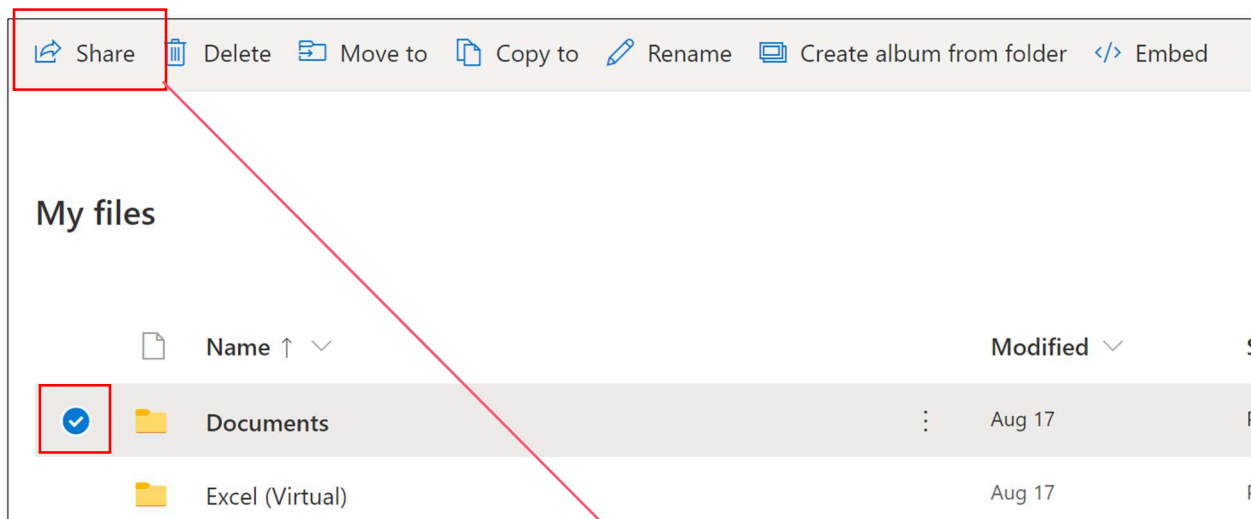 Share Delete Move to Copy to Rename Create album from folder </> Embed
My files
Name ↑ Modified
Documents Aug 17
Excel (Virtual) Aug 17